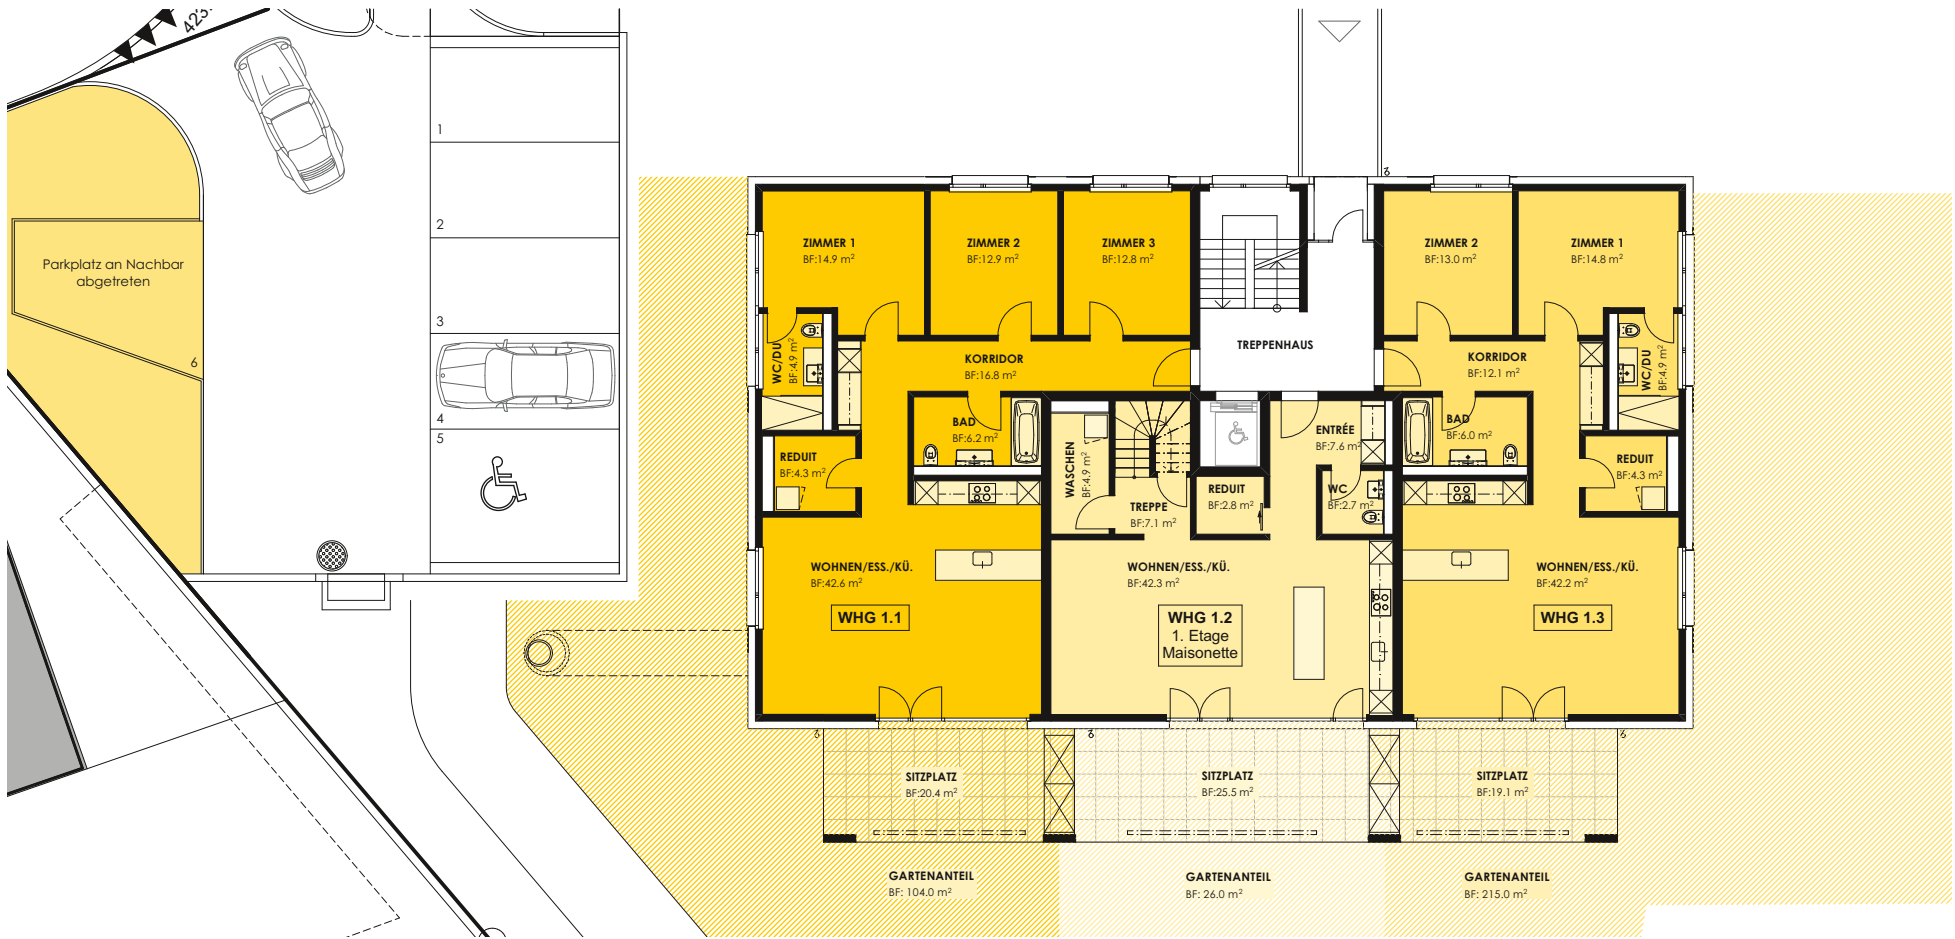 423.
1
2
3
4
5
6
Parkplatz an Nachbar
abgetreten
ZIMMER 1
BF:14.9 m²
ZIMMER 2
BF:12.9 m²
ZIMMER 3
BF:12.8 m²
WC/DU
BF:4.9 m²
KORRIDOR
BF:16.8 m²
BAD
BF:6.2 m²
REDUIT
BF:4.3 m²
WOHNEN/ESS./KÜ.
BF:42.6 m²
WHG 1.1
TREPPENHAUS
WASCHEN
BF:4.9 m²
TREPPE
BF:7.1 m²
REDUIT
BF:2.8 m²
ENTRÉE
BF:7.6 m²
WC
BF:2.7 m²
WOHNEN/ESS./KÜ.
BF:42.3 m²
WHG 1.2
1. Etage
Maisonette
ZIMMER 2
BF:13.0 m²
ZIMMER 1
BF:14.8 m²
KORRIDOR
BF:12.1 m²
WC/DU
BF:4.9 m²
BAD
BF:6.0 m²
REDUIT
BF:4.3 m²
WOHNEN/ESS./KÜ.
BF:42.2 m²
WHG 1.3
SITZPLATZ
BF:20.4 m²
SITZPLATZ
BF:25.5 m²
SITZPLATZ
BF:19.1 m²
GARTENANTEIL
BF: 104.0 m²
GARTENANTEIL
BF: 26.0 m²
GARTENANTEIL
BF: 215.0 m²